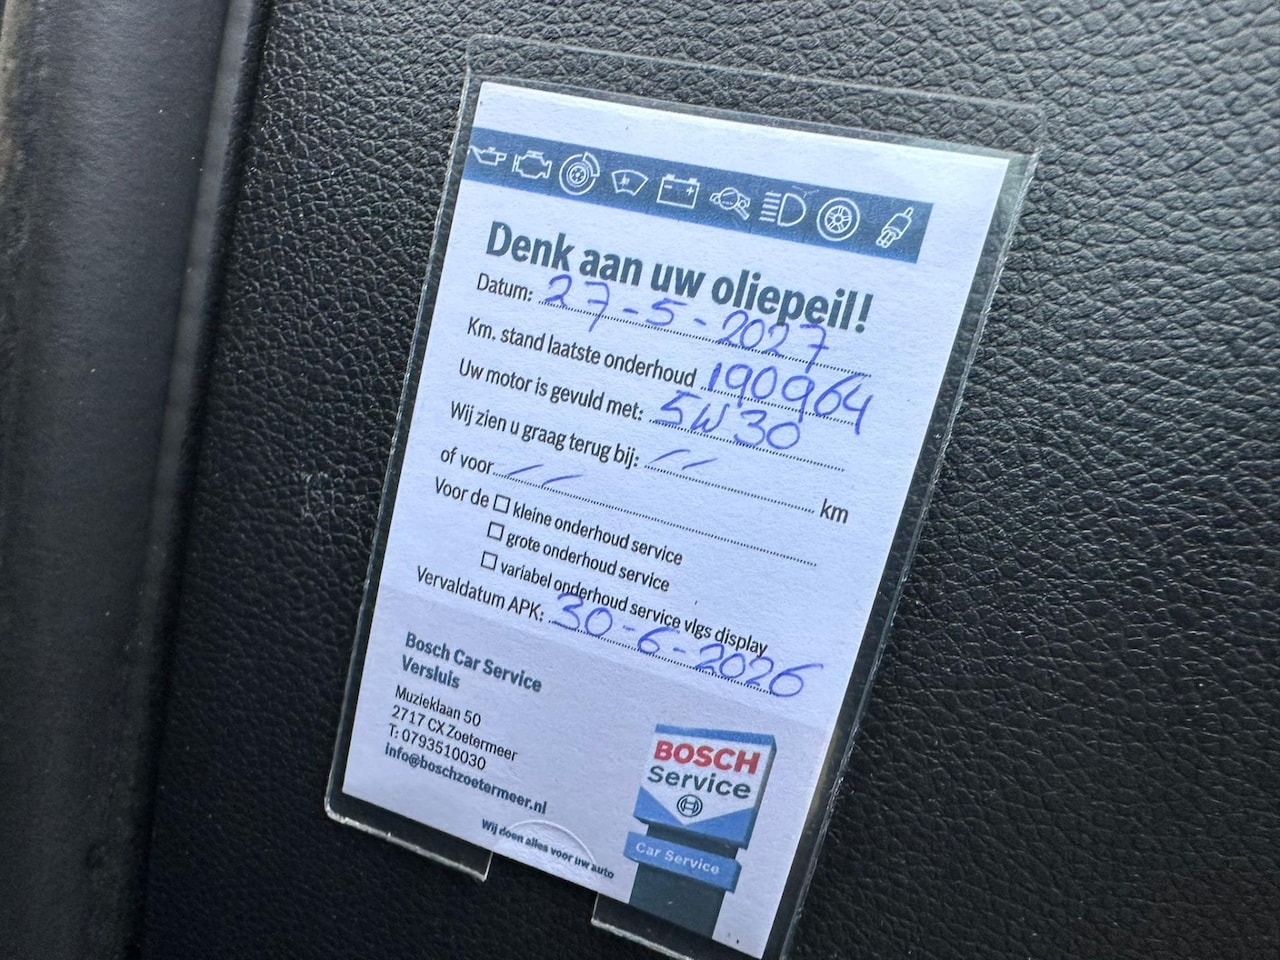 Denk aan uw oliepeil!
Datum: 27-5-2027
Km. stand laatste onderhoud 190964
Uw motor is gevuld met: 5W30
Wij zien u graag terug bij: km
of voor
Voor de □ kleine onderhoud service
□ grote onderhoud service
□ variabel onderhoud service vlgs display
Vervaldatum APK: 30-6-2026
Bosch Car Service
Versluis
Muzieklaan 50
2717 CX Zoetermeer
T: 0793510030
info@boschzoetermeer.nl
Wij doen alles voor uw auto
BOSCH
Service
Car Service